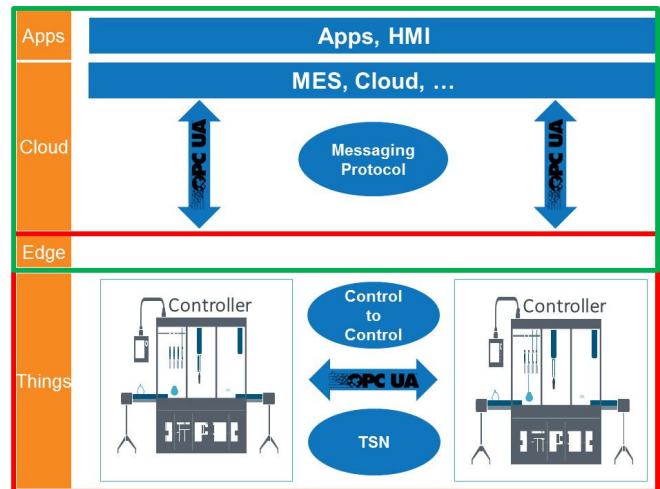 Apps
Apps, HMI
MES, Cloud, ...
Cloud
OPC UA
Messaging
Protocol
OPC UA
Edge
Things
Controller
Control
to
Control
Controller
OPC UA
TSN